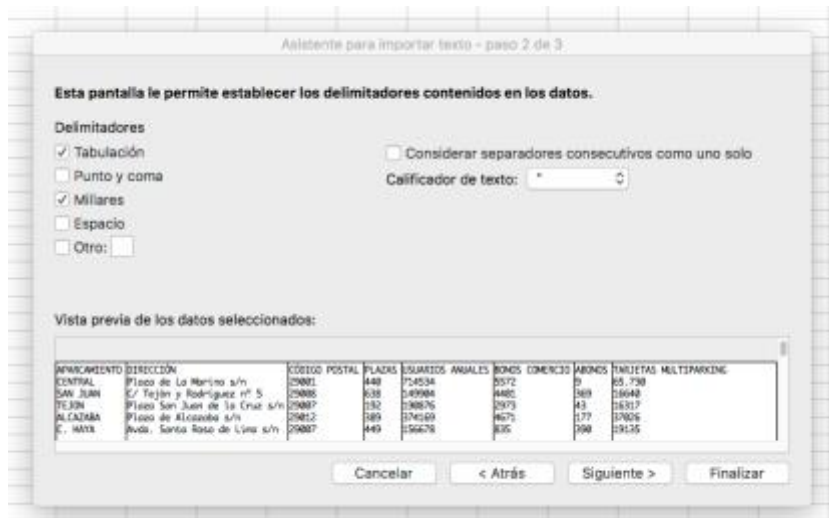 Asistente para importar texto - paso 2 de 3
Esta pantalla le permite establecer los delimitadores contenidos en los datos.
Delimitadores
Tabulación
Considerar separadores consecutivos como uno solo
Punto y coma
Calificador de texto: "
Millares
Espacio
Otro:
Vista previa de los datos seleccionados:
APARCAMIENTO DIRECCIÓN CÓDIGO POSTAL PLAZAS USUARIOS ANUALES BONOS COMERCIO ABONOS TARJETAS MULTIPARKING
CENTRAL Plaza de La Marina s/n 29001 440 714534 5572 9 65.730
SAN JUAN C/ Tejón y Rodríguez nº 5 29008 638 149904 4481 369 16640
TEJON Plaza San Juan de la Cruz s/n 29007 192 190876 2973 43 16317
ALCAZABA Plaza de Alcazaba s/n 29012 389 374169 4671 177 37026
C. HAYA Avda. Santa Rosa de Lima s/n 29007 449 156678 835 390 19135
Cancelar < Atrás Siguiente > Finalizar